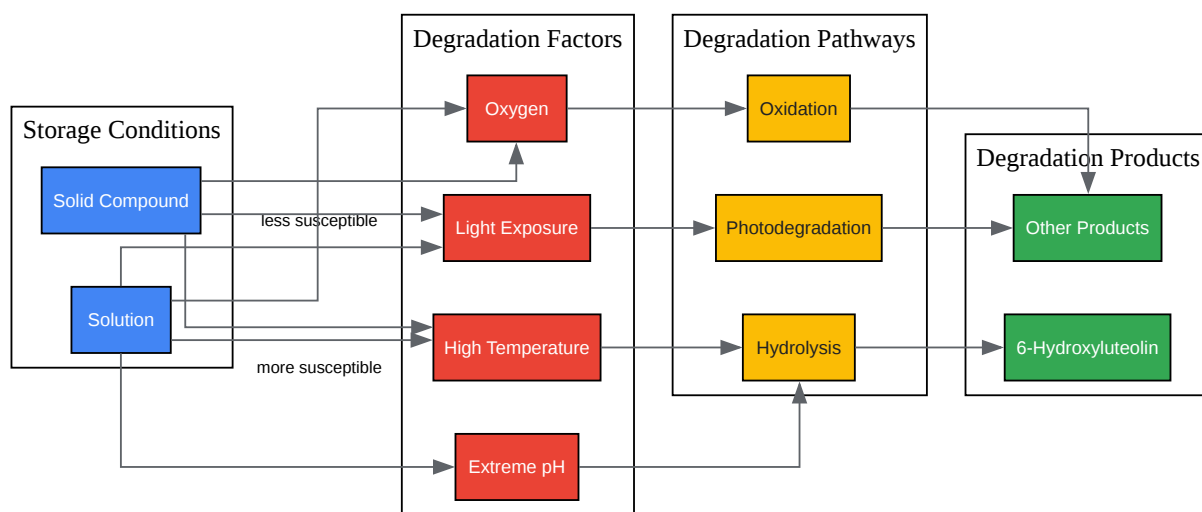 Storage Conditions
Solid Compound
Solution
less susceptible
more susceptible
Degradation Factors
Oxygen
Light Exposure
High Temperature
Extreme pH
Degradation Pathways
Oxidation
Photodegradation
Hydrolysis
Degradation Products
Other Products
6-Hydroxyluteolin